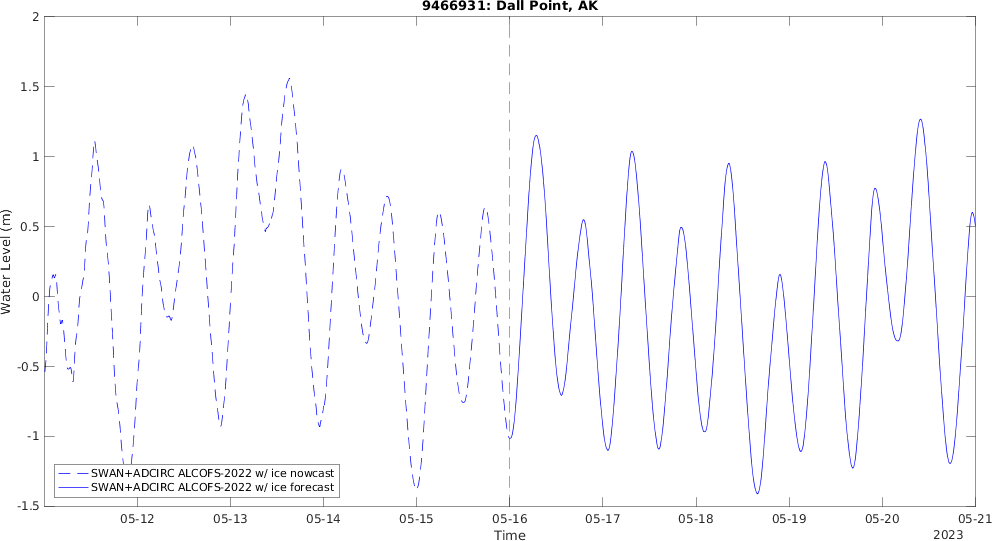 9466931: Dall Point, AK
2
1.5
1
0.5
0
-0.5
-1
-1.5
Water Level (m)
SWAN+ADCIRC ALCOFS-2022 w/ ice nowcast
SWAN+ADCIRC ALCOFS-2022 w/ ice forecast
05-12 05-13 05-14 05-15 05-16 05-17 05-18 05-19 05-20 05-21
Time
2023